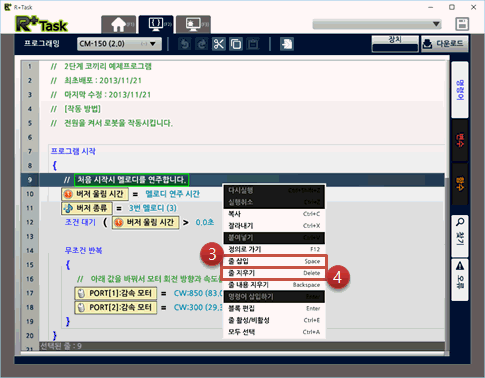 R+Task
R+Task
(F1)
(F2)
(F3)
프로그래밍
CM-150 (2.0)
장치
다운로드
1 // 2단계 코끼리 예제프로그램
2 // 최초배포 : 2013/11/21
3 // 마지막 수정 : 2013/11/21
4 // [작동 방법]
5 // 전원을 켜서 로봇을 작동시킵니다.
6
7 프로그램 시작
8 {
9 // 처음 시작시 멜로디를 연주합니다.
10 버저 울림 시간 = 멜로디 연주 시간
11 버저 종류 = 3번 멜로디 (3)
12 조건 대기 ( 버저 울림 시간 > 0.0초
13
14 무조건 반복
15 {
16 // 아래 값을 바꿔서 모터 회전 방향과 속도
17 PORT[1]:감속 모터 = CW:850 (83.0
18 PORT[2]:감속 모터 = CW:300 (29.3
19 }
20 }
21
선택된 줄 : 9
다시실행
실행취소
복사 Ctrl+C
잘라내기 Ctrl+X
붙여넣기
정의로 가기 F12
3
줄 삽입 Space
줄 지우기 Delete
4
줄 내용 지우기 Backspace
명령어 삽입하기
블록 편집 Enter
줄 활성/비활성 Ctrl+E
모두 선택 Ctrl+A
명령어
변수
함수
찾기
오류